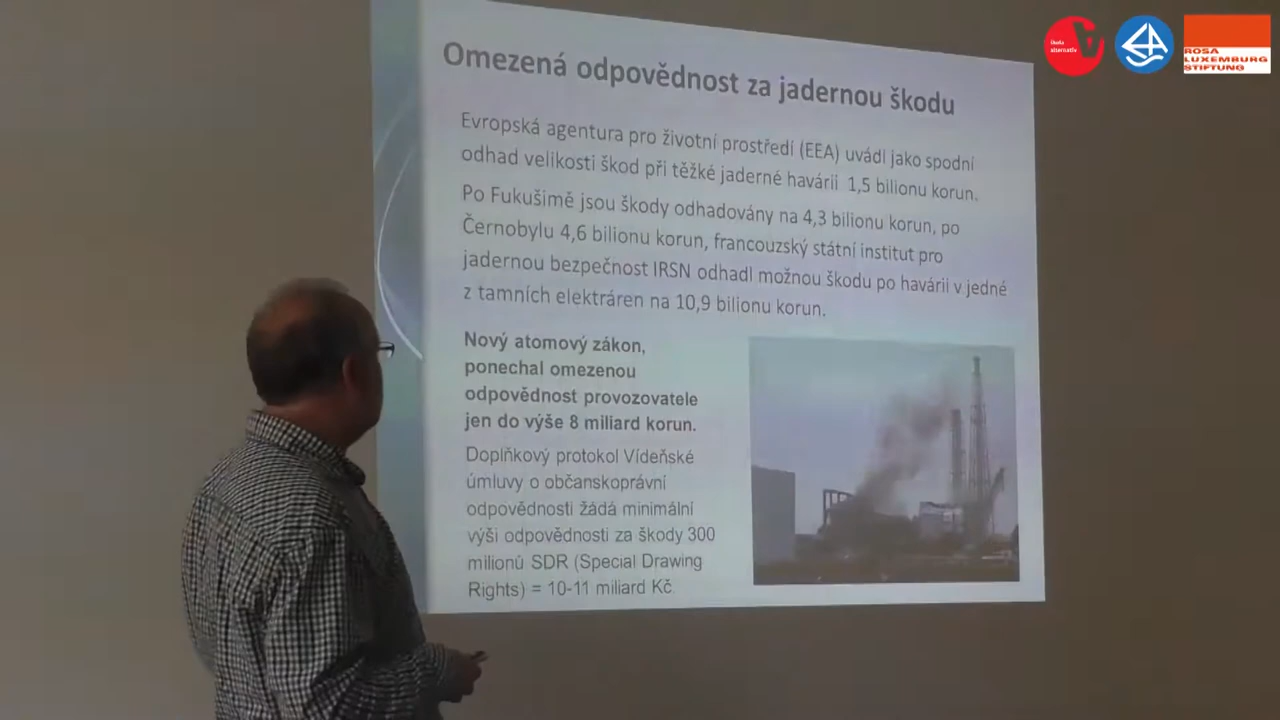 škola
alternativ
ROSA
LUXEMBURG
STIFTUNG
Omezená odpovědnost za jadernou škodu
Evropská agentura pro životní prostředí (EEA) uvádí jako spodní
odhad velikosti škod při těžké jaderné havárii 1,5 bilionu korun.
Po Fukušimě jsou škody odhadovány na 4,3 bilionu korun, po
Černobylu 4,6 bilionu korun, francouzský státní institut pro
jadernou bezpečnost IRSN odhadl možnou škodu po havárii v jedné
z tamních elektráren na 10,9 bilionu korun.
Nový atomový zákon,
ponechal omezenou
odpovědnost provozovatele
jen do výše 8 miliard korun.
Doplňkový protokol Vídeňské
úmluvy o občanskoprávní
odpovědnosti žádá minimální
výši odpovědnosti za škody 300
milionů SDR (Special Drawing
Rights) = 10-11 miliard Kč